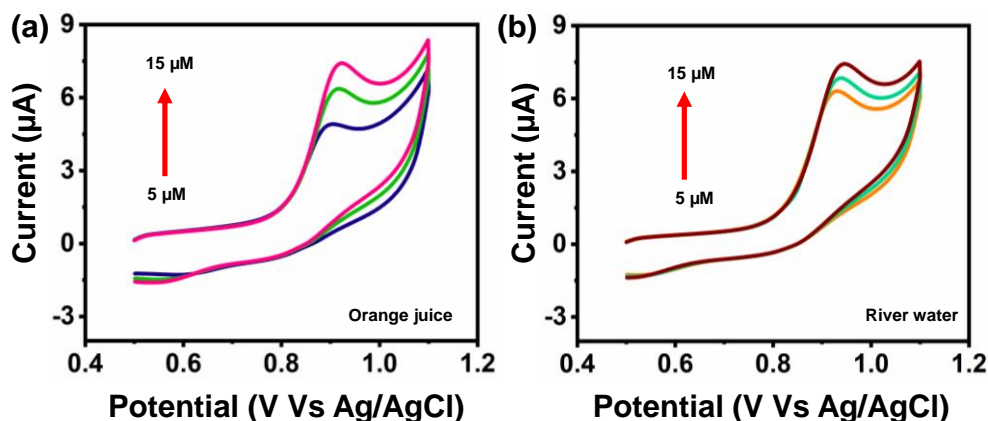 (a)
9
6
3
0
-3
Current (µA)
15 µM
5 µM
Orange juice
0.4 0.6 0.8 1.0 1.2
Potential (V Vs Ag/AgCl)
(b)
9
6
3
0
-3
Current (µA)
15 µM
5 µM
River water
0.4 0.6 0.8 1.0 1.2
Potential (V Vs Ag/AgCl)